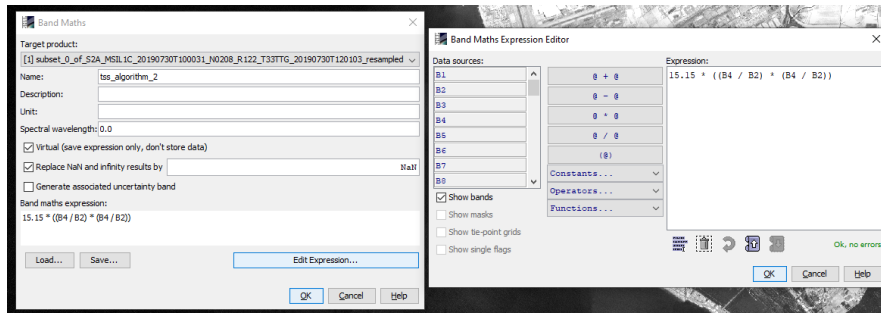 Band Maths
Target product:
[1] subset_0_of_S2A_MSIL1C_20190730T100031_N0208_R122_T33TTG_20190730T120103_resampled
Name: tss_algorithm_2
Description:
Unit:
Spectral wavelength: 0.0
Virtual (save expression only, don't store data)
Replace NaN and infinity results by NaN
Generate associated uncertainty band
Band maths expression:
15.15 * ((B4 / B2) * (B4 / B2))
Load... Save... Edit Expression...
OK Cancel Help
Band Maths Expression Editor
Data sources: Expression:
B1
B2
B3
B4
B5
B6
B7
B8
@ + @
@ - @
@ * @
@ / @
(@)
Constants...
Operators...
Functions...
15.15 * ((B4 / B2) * (B4 / B2))
Show bands
Show masks
Show tie-point grids
Show single flags
Ok, no errors
OK Cancel Help